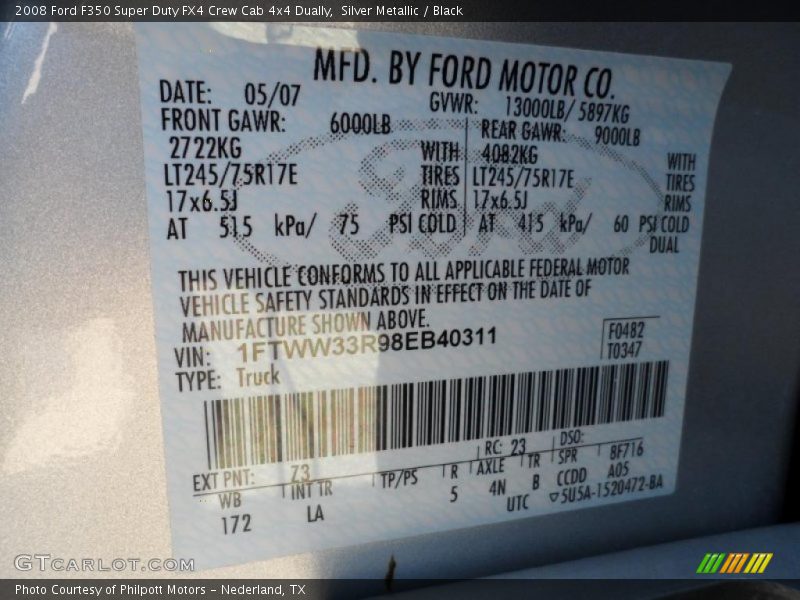 2008 Ford F350 Super Duty FX4 Crew Cab 4x4 Dually, Silver Metallic / Black
MFD. BY FORD MOTOR CO.
DATE: 05/07 GVWR: 13000LB/ 5897KG
FRONT GAWR: 6000LB REAR GAWR: 9000LB
2722KG WITH 4082KG WITH
LT245/75R17E TIRES LT245/75R17E TIRES
17x6.5J RIMS 17x6.5J RIMS
AT 515 kPa/ 75 PSI COLD AT 415 kPa/ 60 PSI COLD
DUAL
Ford
THIS VEHICLE CONFORMS TO ALL APPLICABLE FEDERAL MOTOR
VEHICLE SAFETY STANDARDS IN EFFECT ON THE DATE OF
MANUFACTURE SHOWN ABOVE.
VIN: 1FTWW33R98EB40311 F0482
TYPE: Truck T0347
EXT PNT: Z3 RC: 23 DSO:
WB INT TR TP/PS R AXLE TR SPR 8F716
172 LA 5 4N B CCDD A05
UTC ▽5U5A-1520472-BA
GTCarlot.com
Photo Courtesy of Philpott Motors - Nederland, TX